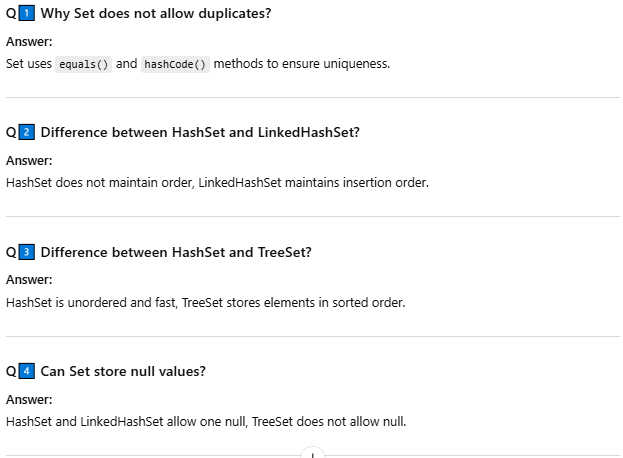 Q1 Why Set does not allow duplicates?
Answer:
Set uses equals() and hashCode() methods to ensure uniqueness.
Q2 Difference between HashSet and LinkedHashSet?
Answer:
HashSet does not maintain order, LinkedHashSet maintains insertion order.
Q3 Difference between HashSet and TreeSet?
Answer:
HashSet is unordered and fast, TreeSet stores elements in sorted order.
Q4 Can Set store null values?
Answer:
HashSet and LinkedHashSet allow one null, TreeSet does not allow null.